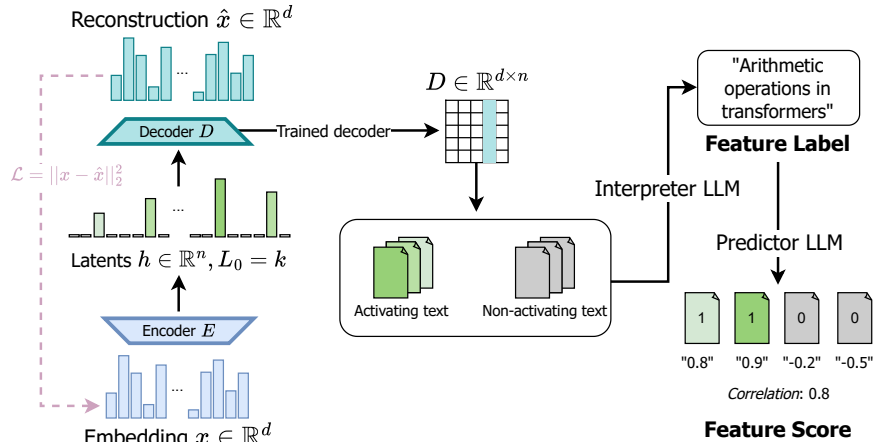 Reconstruction x̂ ∈ ℝ^d
...
Decoder D
Trained decoder
ℒ = ||x − x̂||₂²
...
Latents h ∈ ℝ^n, L₀ = k
Encoder E
...
Embedding x ∈ ℝ^d
D ∈ ℝ^{d×n}
Activating text
Non-activating text
Interpreter LLM
"Arithmetic
operations in
transformers"
Feature Label
Predictor LLM
1 1 0 0
"0.8" "0.9" "-0.2" "-0.5"
Correlation: 0.8
Feature Score